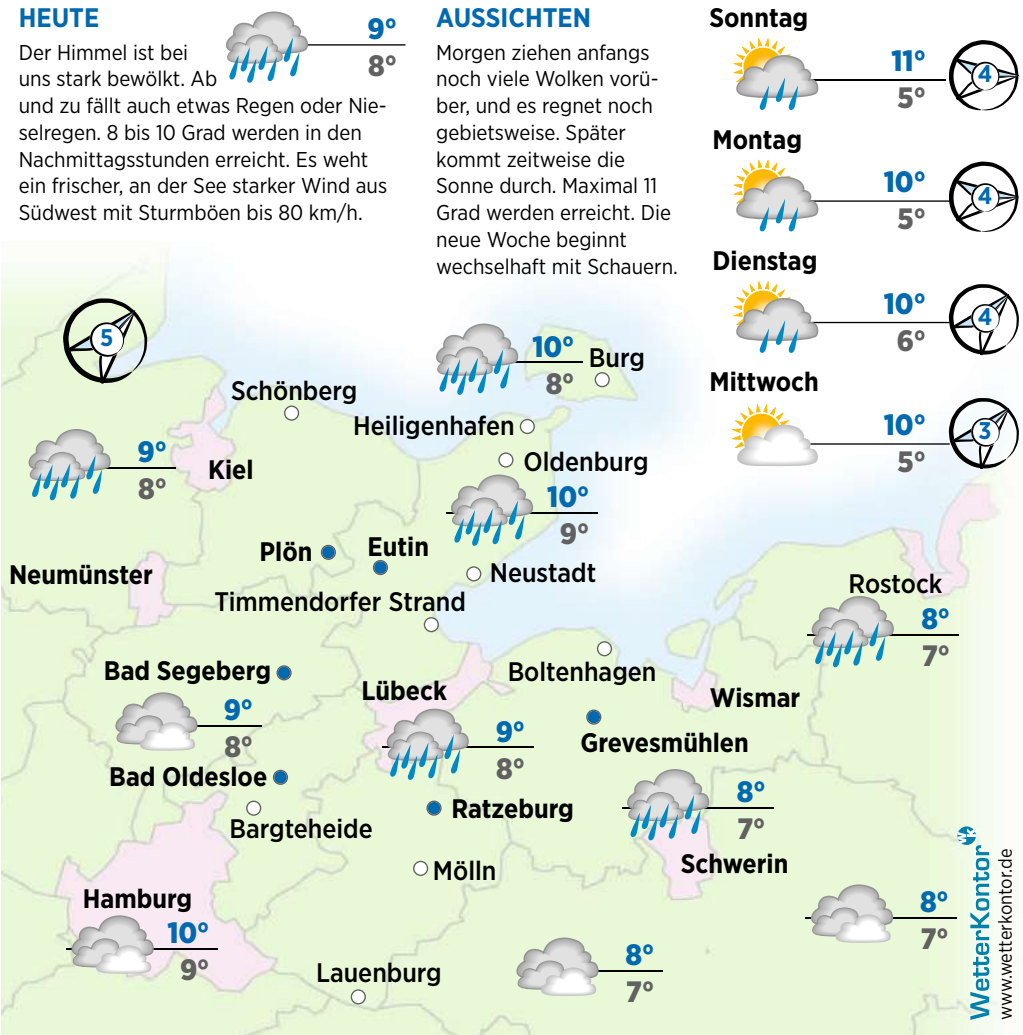 HEUTE
9°
8°
Der Himmel ist bei
uns stark bewölkt. Ab
und zu fällt auch etwas Regen oder Nie-
selregen. 8 bis 10 Grad werden in den
Nachmittagsstunden erreicht. Es weht
ein frischer, an der See starker Wind aus
Südwest mit Sturmböen bis 80 km/h.
AUSSICHTEN
Morgen ziehen anfangs
noch viele Wolken vorü-
ber, und es regnet noch
gebietsweise. Später
kommt zeitweise die
Sonne durch. Maximal 11
Grad werden erreicht. Die
neue Woche beginnt
wechselhaft mit Schauern.
Sonntag
11°
5°
4
Montag
10°
5°
4
Dienstag
10°
6°
4
Mittwoch
10°
5°
3
5
10°
8°
Burg
Schönberg
Heiligenhafen
9°
8°
Kiel
Oldenburg
10°
9°
Plön
Eutin
Neumünster
Neustadt
Timmendorfer Strand
Rostock
8°
7°
Bad Segeberg
Boltenhagen
Lübeck
Wismar
9°
8°
9°
8°
Grevesmühlen
Bad Oldesloe
8°
7°
Ratzeburg
Bargteheide
Schwerin
Mölln
Hamburg
10°
9°
8°
7°
8°
7°
Lauenburg
WetterKontor
www.wetterkontor.de